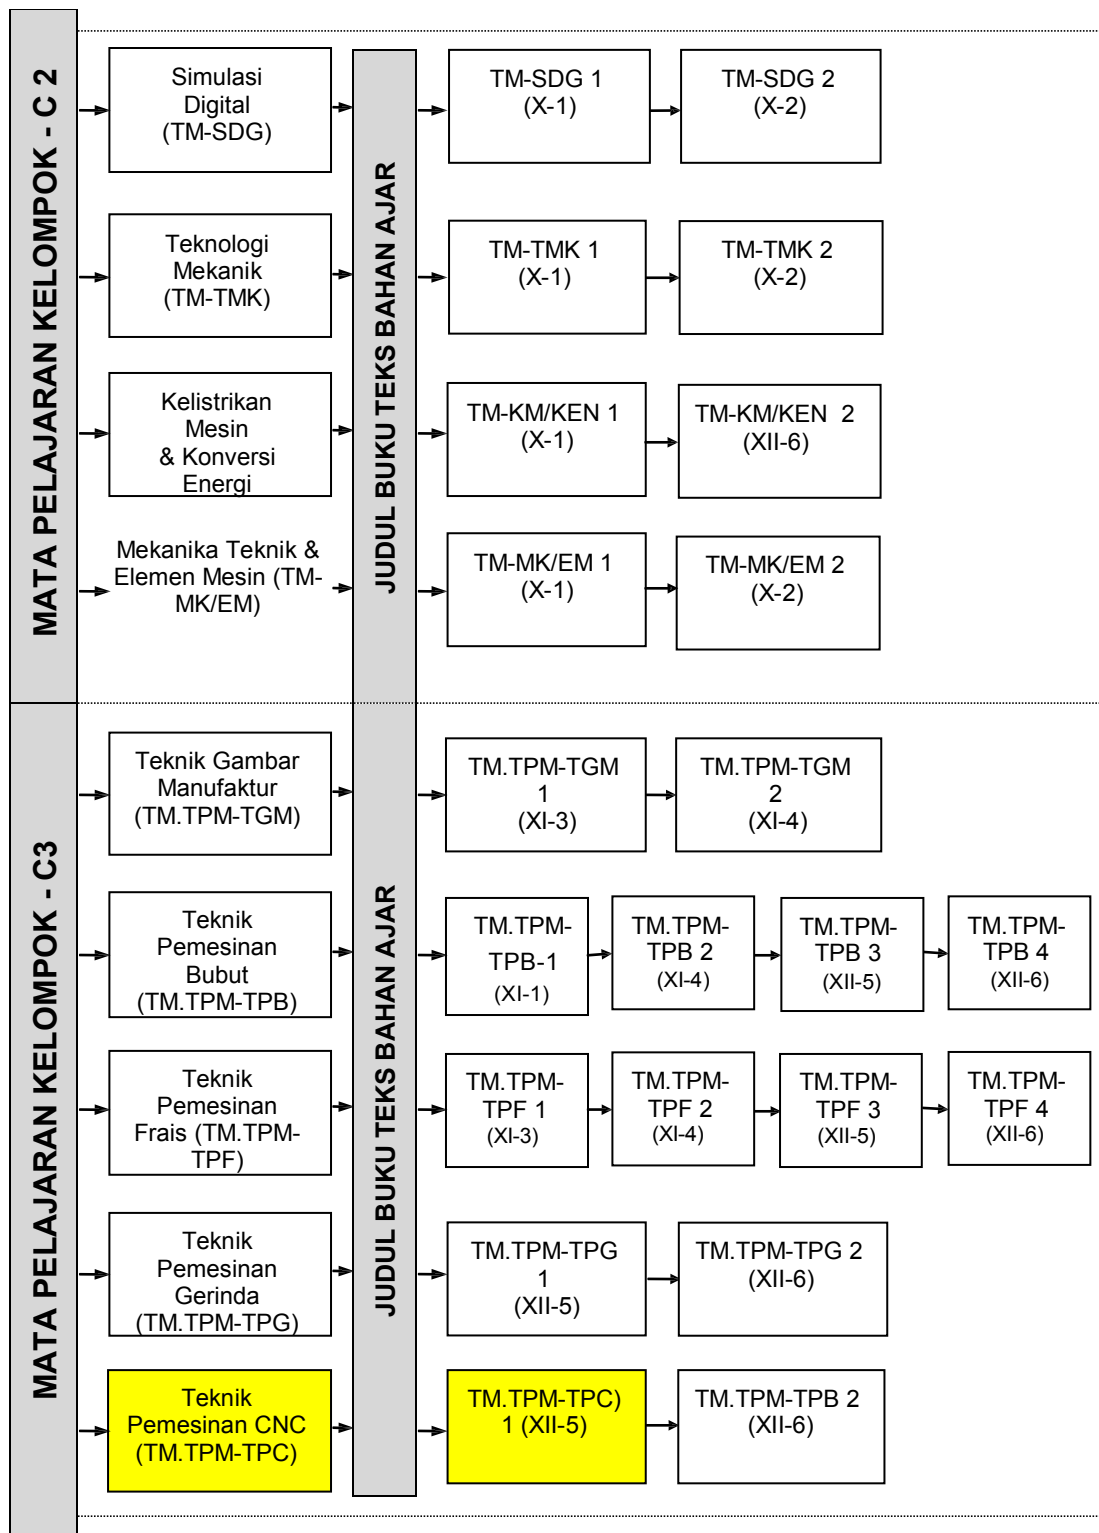 MATA PELAJARAN KELOMPOK - C 2
JUDUL BUKU TEKS BAHAN AJAR
Simulasi
Digital
(TM-SDG)
TM-SDG 1
(X-1)
TM-SDG 2
(X-2)
Teknologi
Mekanik
(TM-TMK)
TM-TMK 1
(X-1)
TM-TMK 2
(X-2)
Kelistrikan
Mesin
& Konversi
Energi
TM-KM/KEN 1
(X-1)
TM-KM/KEN  2
(XII-6)
Mekanika Teknik &
Elemen Mesin (TM-
MK/EM)
TM-MK/EM 1
(X-1)
TM-MK/EM 2
(X-2)
MATA PELAJARAN KELOMPOK - C3
JUDUL BUKU TEKS BAHAN AJAR
Teknik Gambar
Manufaktur
(TM.TPM-TGM)
TM.TPM-TGM
1
(XI-3)
TM.TPM-TGM
2
(XI-4)
Teknik
Pemesinan
Bubut
(TM.TPM-TPB)
TM.TPM-
TPB-1
(XI-1)
TM.TPM-
TPB 2
(XI-4)
TM.TPM-
TPB 3
(XII-5)
TM.TPM-
TPB 4
(XII-6)
Teknik
Pemesinan
Frais (TM.TPM-
TPF)
TM.TPM-
TPF 1
(XI-3)
TM.TPM-
TPF 2
(XI-4)
TM.TPM-
TPF 3
(XII-5)
TM.TPM-
TPF 4
(XII-6)
Teknik
Pemesinan
Gerinda
(TM.TPM-TPG)
TM.TPM-TPG
1
(XII-5)
TM.TPM-TPG 2
(XII-6)
Teknik
Pemesinan CNC
(TM.TPM-TPC)
TM.TPM-TPC)
1 (XII-5)
TM.TPM-TPB 2
(XII-6)